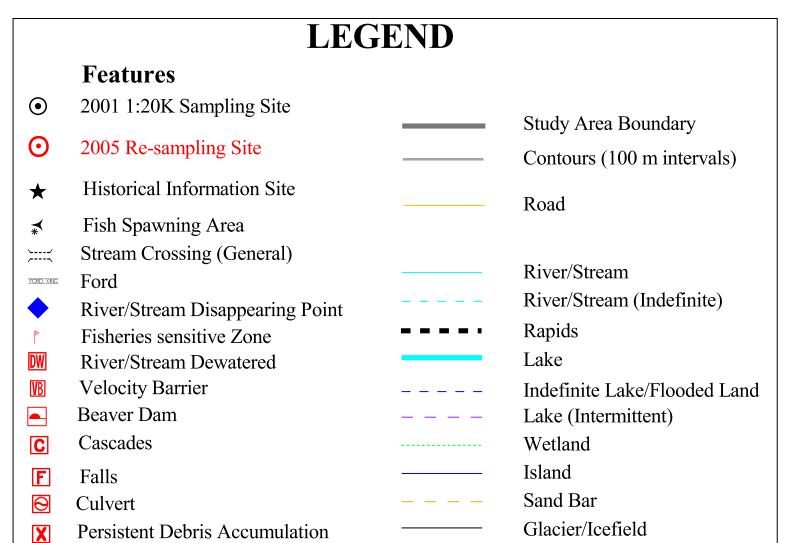 LEGEND
Features
2001 1:20K Sampling Site
2005 Re-sampling Site
Historical Information Site
Fish Spawning Area
Stream Crossing (General)
FORD XING Ford
River/Stream Disappearing Point
Fisheries sensitive Zone
DW River/Stream Dewatered
VB Velocity Barrier
Beaver Dam
C Cascades
F Falls
Culvert
X Persistent Debris Accumulation
Study Area Boundary
Contours (100 m intervals)
Road
River/Stream
River/Stream (Indefinite)
Rapids
Lake
Indefinite Lake/Flooded Land
Lake (Intermittent)
Wetland
Island
Sand Bar
Glacier/Icefield